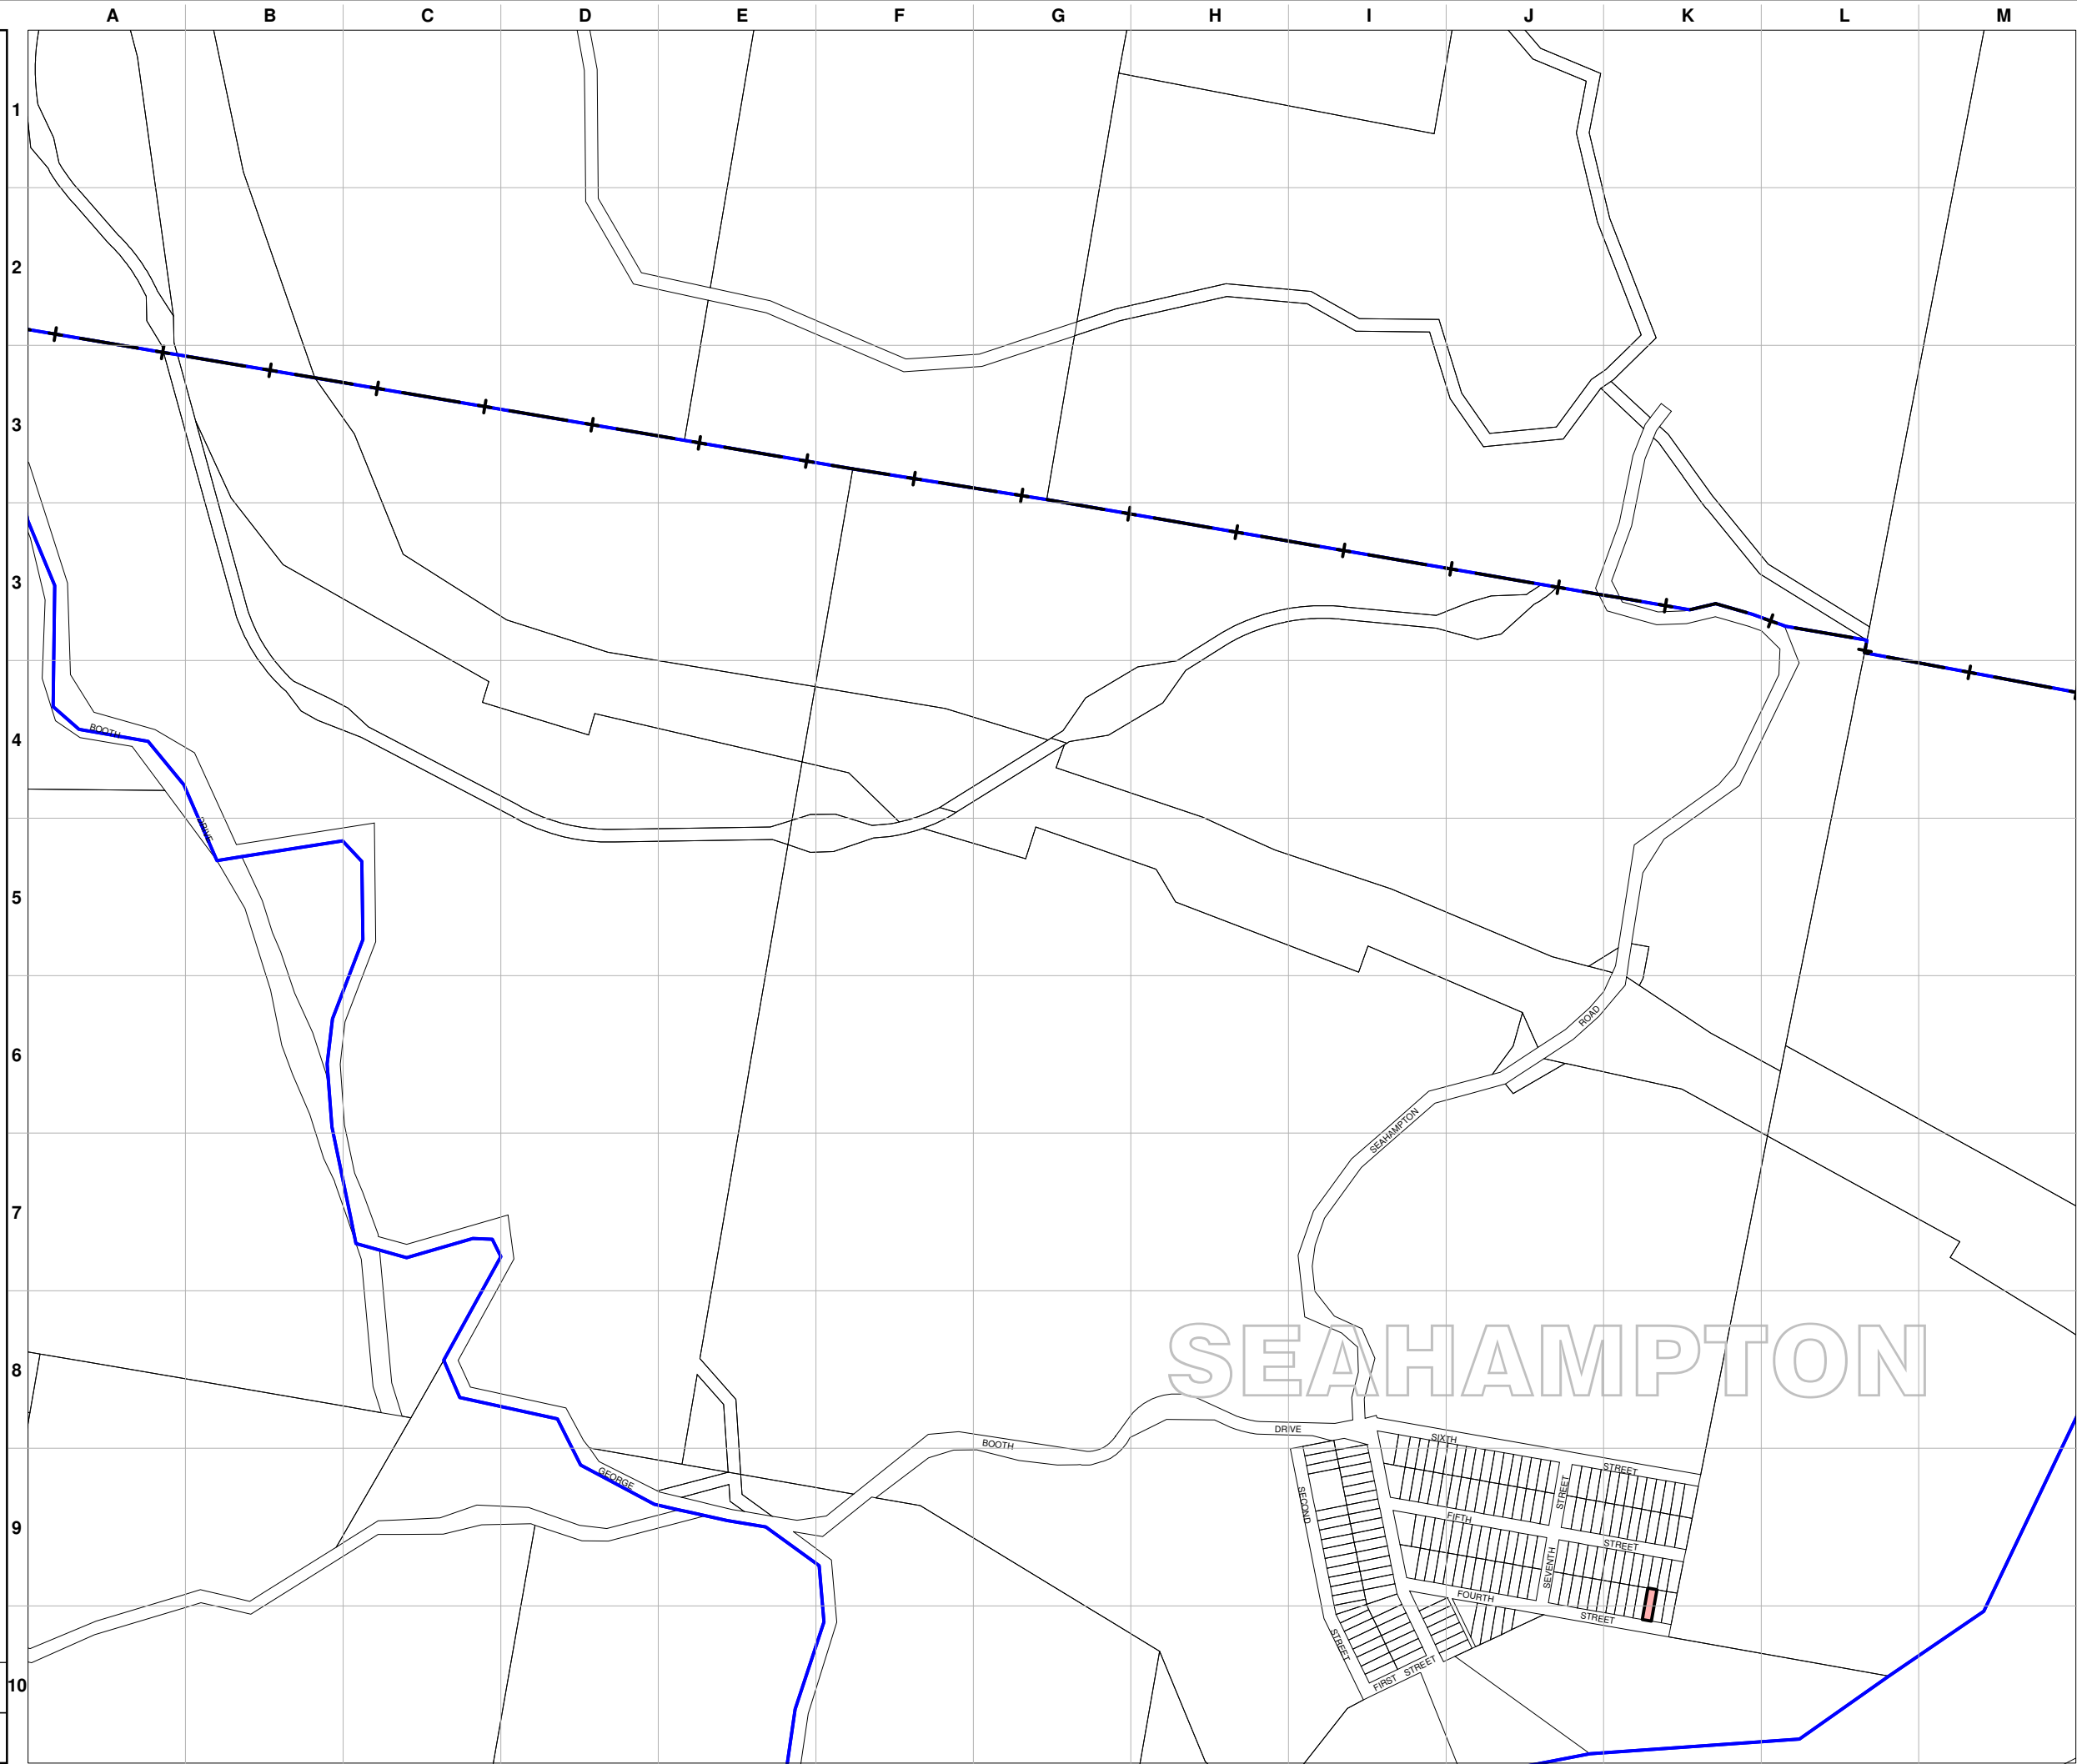 A B C D E F G H I J K L M
1
2
3
3
4
5
6
7
8
9
10
BOOTH
DRIVE
ROAD
SEAHAMPTON
SEAHAMPTON
DRIVE
BOOTH
GEORGE
SIXTH
STREET
SECOND
STREET
FIFTH
STREET
SEVENTH
STREET
FOURTH
STREET
FIRST STREET